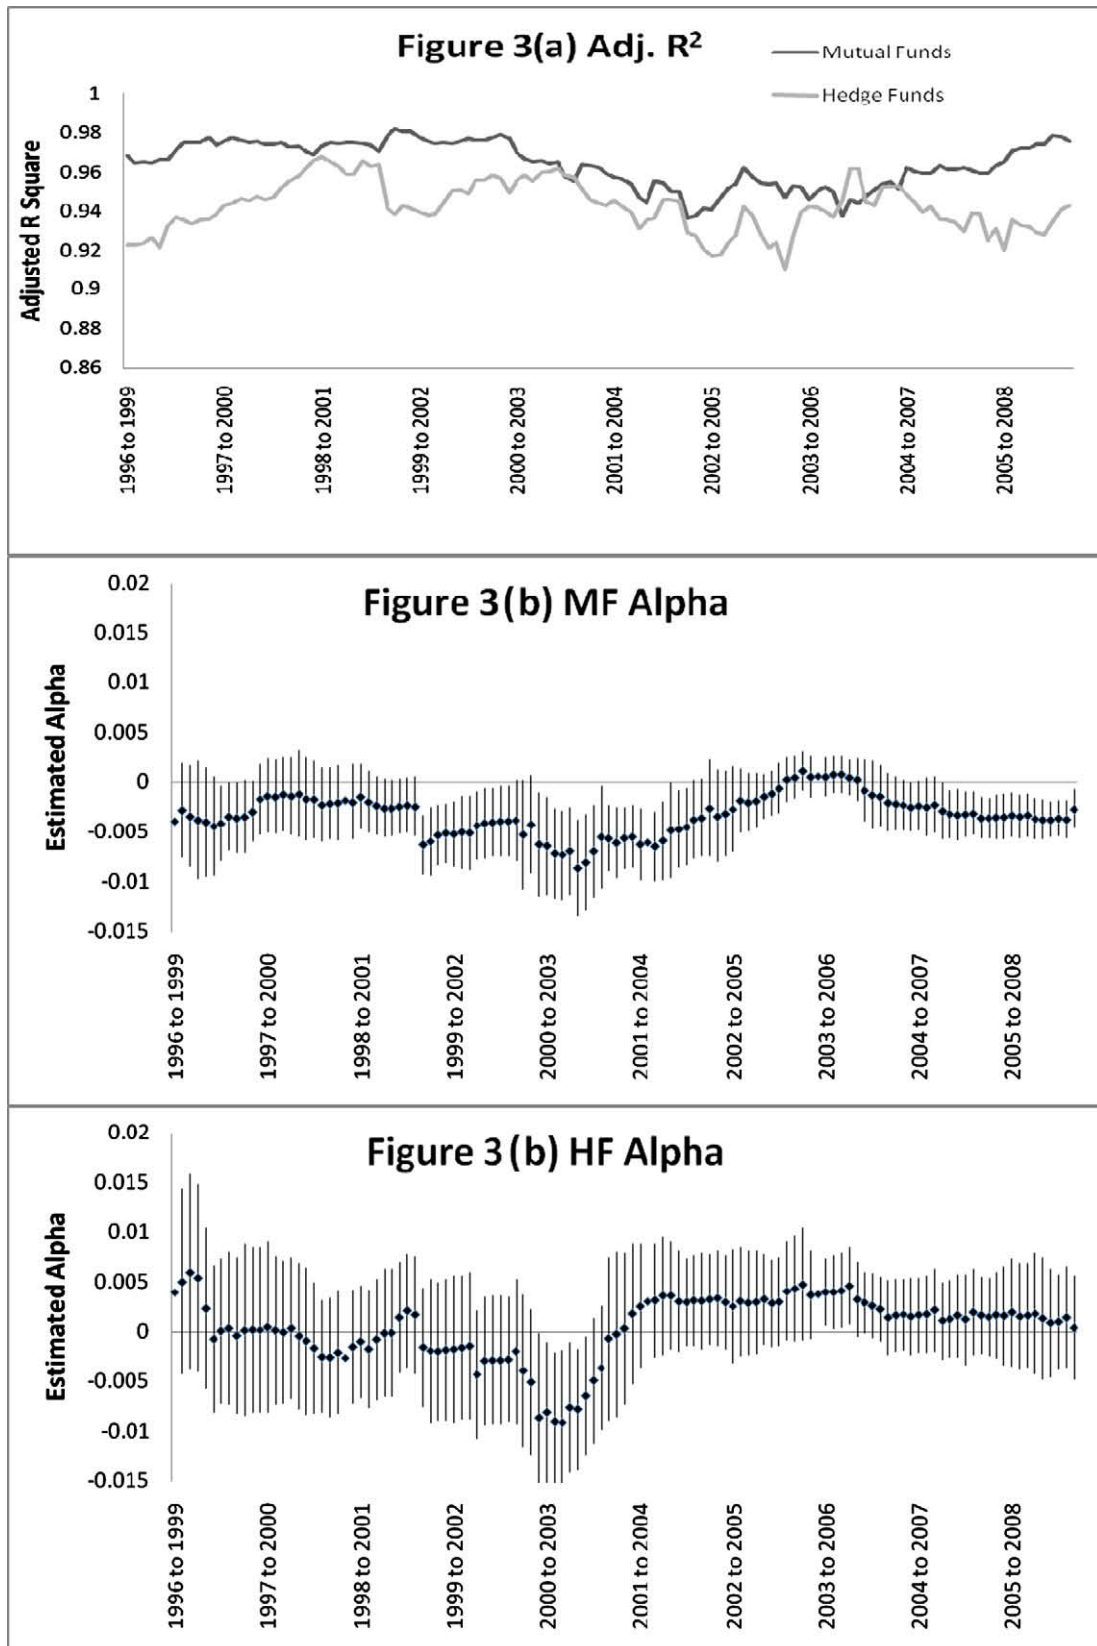 Figure 3(a) Adj. R²
Mutual Funds
Hedge Funds
Adjusted R Square
1
0.98
0.96
0.94
0.92
0.9
0.88
0.86
1996 to 1999
1997 to 2000
1998 to 2001
1999 to 2002
2000 to 2003
2001 to 2004
2002 to 2005
2003 to 2006
2004 to 2007
2005 to 2008
Figure 3 (b) MF Alpha
Estimated Alpha
0.02
0.015
0.01
0.005
0
-0.005
-0.01
-0.015
1996 to 1999
1997 to 2000
1998 to 2001
1999 to 2002
2000 to 2003
2001 to 2004
2002 to 2005
2003 to 2006
2004 to 2007
2005 to 2008
Figure 3 (b) HF Alpha
Estimated Alpha
0.02
0.015
0.01
0.005
0
-0.005
-0.01
-0.015
1996 to 1999
1997 to 2000
1998 to 2001
1999 to 2002
2000 to 2003
2001 to 2004
2002 to 2005
2003 to 2006
2004 to 2007
2005 to 2008